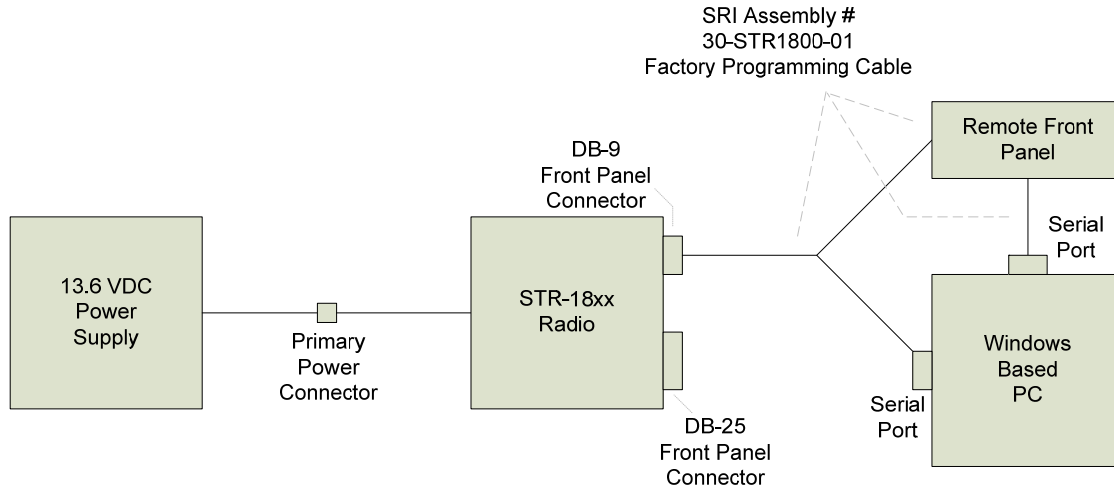 SRI Assembly #
30-STR1800-01
Factory Programming Cable
Remote Front
Panel
DB-9
Front Panel
Connector
Serial
Port
13.6 VDC
Power
Supply
Primary
Power
Connector
STR-18xx
Radio
Windows
Based
PC
Serial
Port
DB-25
Front Panel
Connector